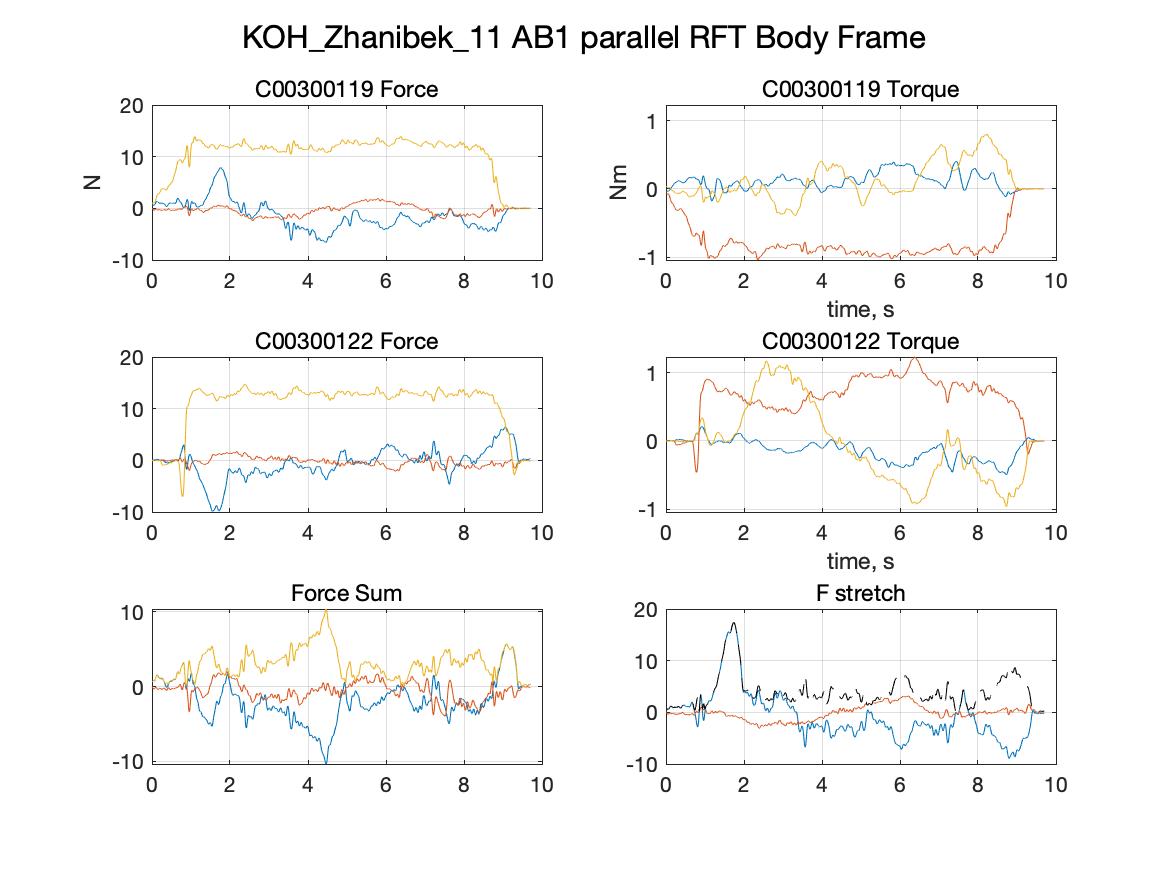 KOH_Zhanibek_11 AB1 parallel RFT Body Frame
C00300119 Force
20
10
0
-10
N
0 2 4 6 8 10
C00300119 Torque
1
0
-1
Nm
0 2 4 6 8 10
time, s
C00300122 Force
20
10
0
-10
0 2 4 6 8 10
C00300122 Torque
1
0
-1
0 2 4 6 8 10
time, s
Force Sum
10
0
-10
0 2 4 6 8 10
F stretch
20
10
0
-10
0 2 4 6 8 10